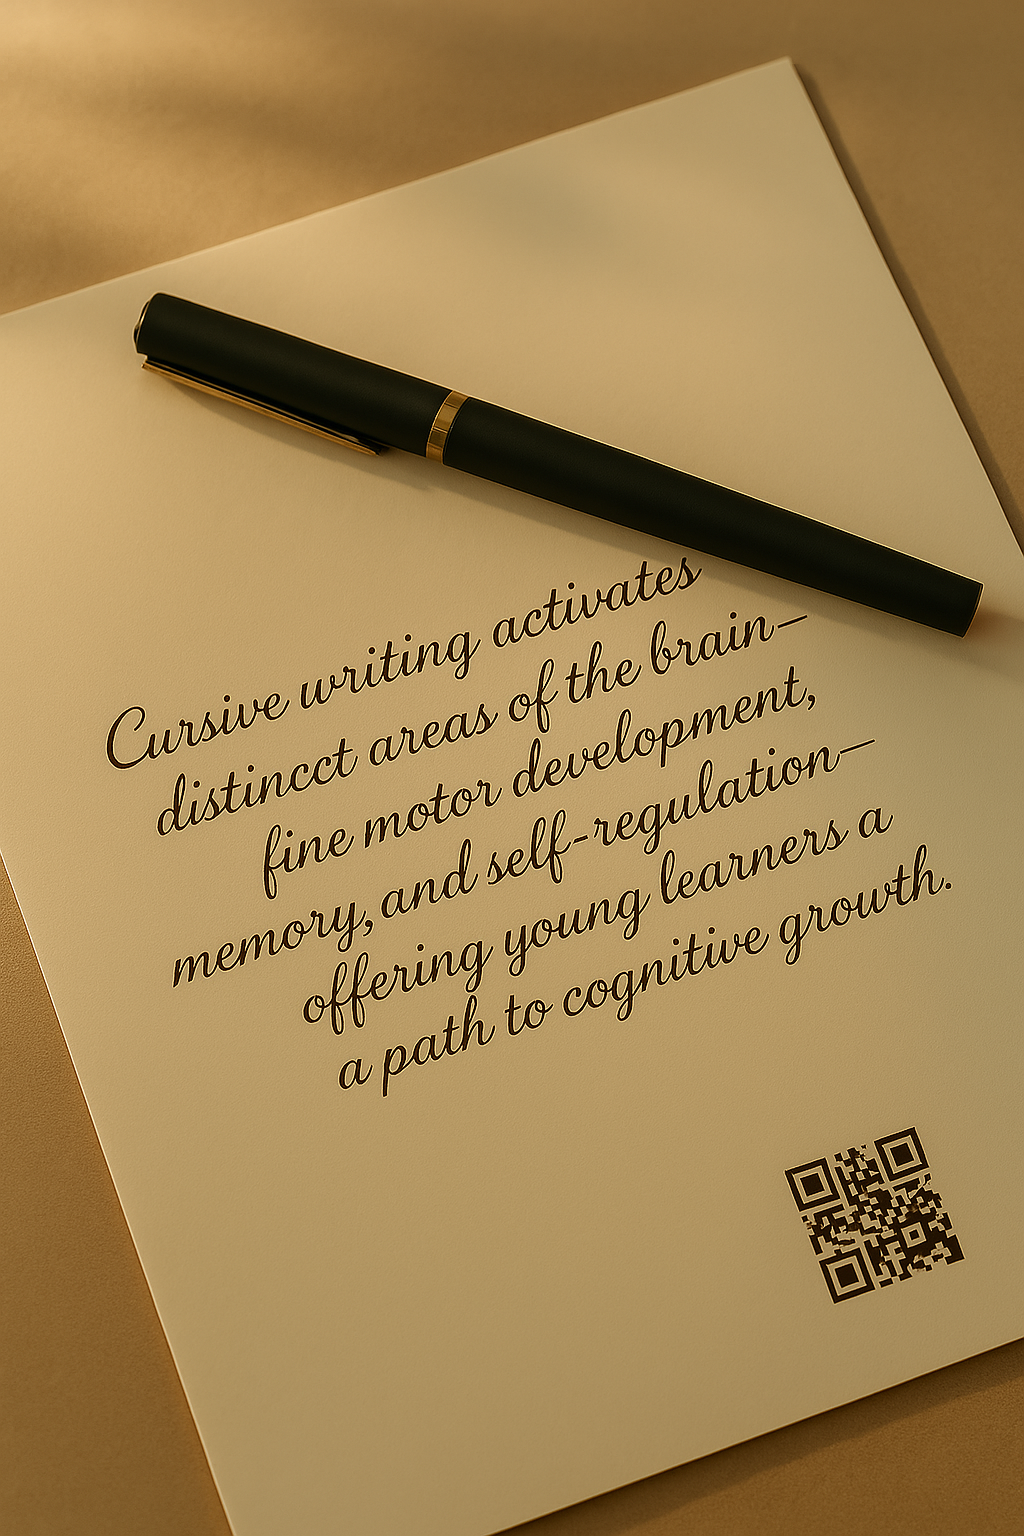 Cursive writing activates
distincct areas of the brain—
fine motor development,
memory, and self-regulation—
offering young learners a
a path to cognitive growth.